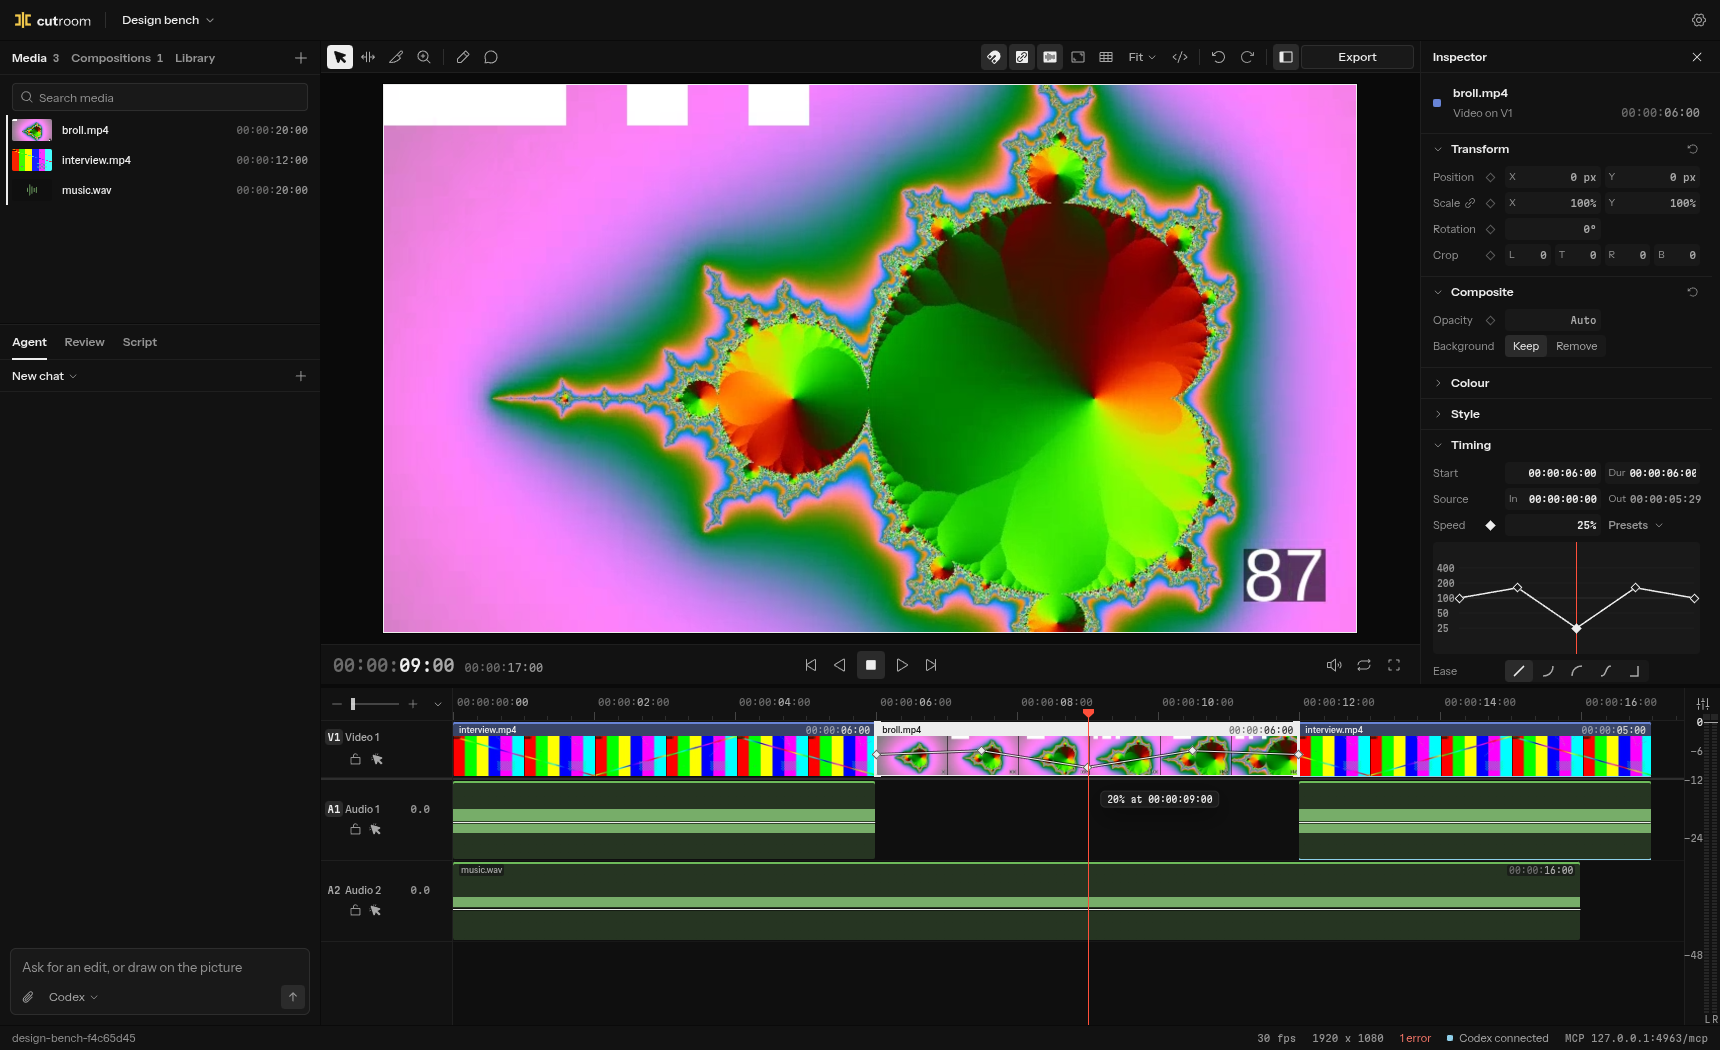 cutroom
Design bench
Media 3 Compositions 1 Library
Fit
Export
Inspector
Search media
broll.mp4 00:00:20:00
interview.mp4 00:00:12:00
music.wav 00:00:20:00
broll.mp4
Video on V1 00:00:06:00
Transform
Position X 0 px Y 0 px
Scale X 100% Y 100%
Rotation 0°
Crop L 0 T 0 R 0 B 0
Composite
Opacity Auto
Background Keep Remove
Colour
Style
Timing
Start 00:00:06:00 Dur 00:00:06:00
Source In 00:00:00:00 Out 00:00:05:29
Speed 25% Presets
400
200
100
50
25
Ease
Agent Review Script
New chat
87
00:00:09:00 00:00:17:00
00:00:00:00 00:00:02:00 00:00:04:00 00:00:06:00 00:00:08:00 00:00:10:00 00:00:12:00 00:00:14:00 00:00:16:00
V1 Video 1
interview.mp4 00:00:06:00 broll.mp4 00:00:06:00 interview.mp4 00:00:05:00
A1 Audio 1 0.0
20% at 00:00:09:00
A2 Audio 2 0.0
music.wav 00:00:16:00
0
-6
-12
-24
-48
L R
Ask for an edit, or draw on the picture
Codex
design-bench-f4c65d45
30 fps 1920 x 1080 1 error Codex connected MCP 127.0.0.1:4963/mcp